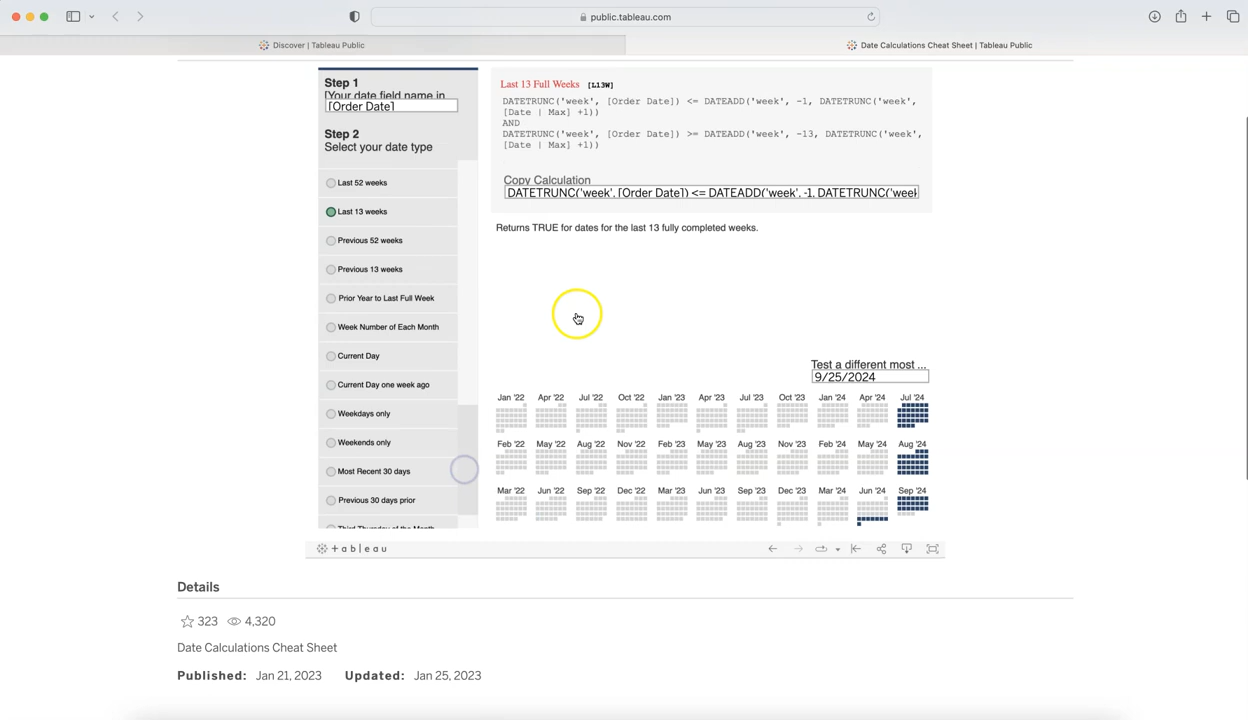 public.tableau.com
Discover | Tableau Public
Date Calculations Cheat Sheet | Tableau Public
Step 1
[Your date field name in
[Order Date]
Step 2
Select your date type
Last 52 weeks
Last 13 weeks
Previous 52 weeks
Previous 13 weeks
Prior Year to Last Full Week
Week Number of Each Month
Current Day
Current Day one week ago
Weekdays only
Weekends only
Most Recent 30 days
Previous 30 days prior
Third Thursday of the Month
Last 13 Full Weeks [L13W]
DATETRUNC('week', [Order Date]) <= DATEADD('week', -1, DATETRUNC('week',
[Date | Max] +1))
AND
DATETRUNC('week', [Order Date]) >= DATEADD('week', -13, DATETRUNC('week',
[Date | Max] +1))
Copy Calculation
DATETRUNC('week', [Order Date]) <= DATEADD('week', -1, DATETRUNC('week
Returns TRUE for dates for the last 13 fully completed weeks.
Test a different most ...
9/25/2024
Jan '22 Apr '22 Jul '22 Oct '22 Jan '23 Apr '23 Jul '23 Oct '23 Jan '24 Apr '24 Jul '24
Feb '22 May '22 Aug '22 Nov '22 Feb '23 May '23 Aug '23 Nov '23 Feb '24 May '24 Aug '24
Mar '22 Jun '22 Sep '22 Dec '22 Mar '23 Jun '23 Sep '23 Dec '23 Mar '24 Jun '24 Sep '24
+ a b | e a u
Details
323 4,320
Date Calculations Cheat Sheet
Published: Jan 21, 2023 Updated: Jan 25, 2023